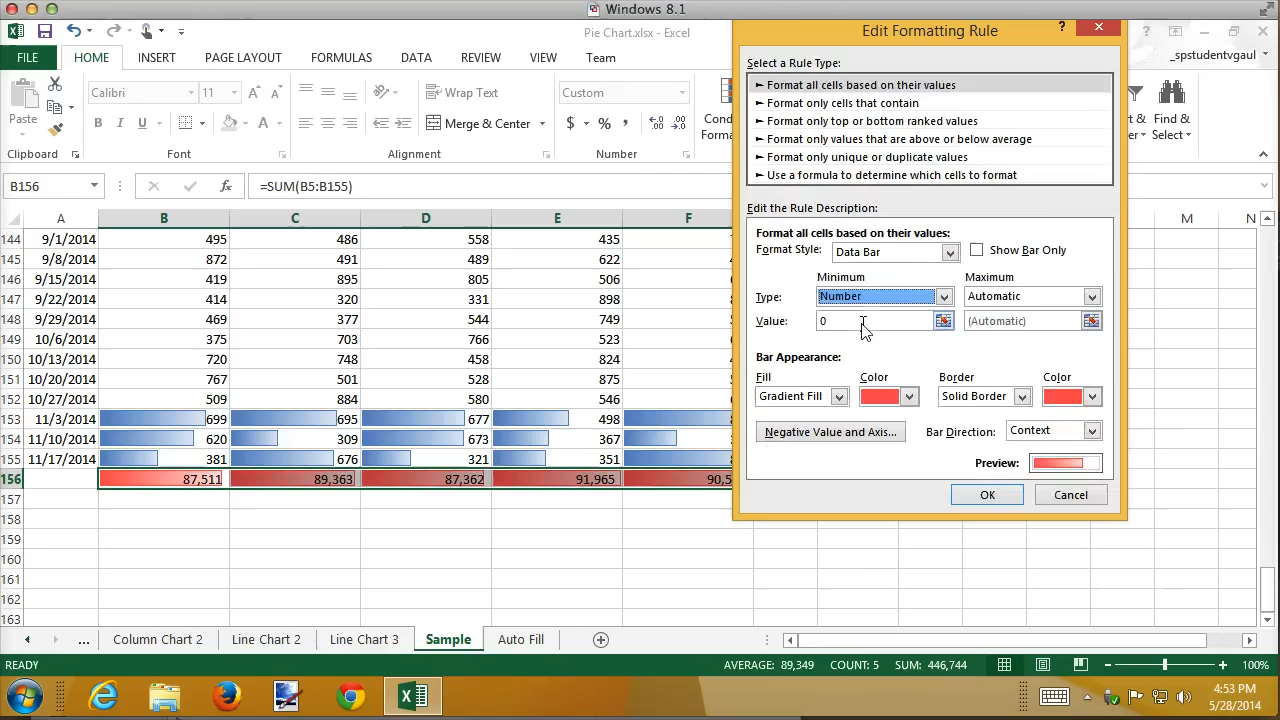 Windows 8.1
Pie Chart.xlsx - Excel
FILE HOME INSERT PAGE LAYOUT FORMULAS DATA REVIEW VIEW Team
_spstudentvgaul
Paste
Calibri 11
B I U
A A
Wrap Text
Merge & Center
Custom
$ % ,
Cond
Form
r &
Find &
Select
Clipboard Font Alignment Number
B156
=SUM(B5:B155)
A B C D E F M N
144 9/1/2014 495 486 558 435
145 9/8/2014 872 491 489 622
146 9/15/2014 419 895 805 506
147 9/22/2014 414 320 331 898
148 9/29/2014 469 377 544 749
149 10/6/2014 375 703 766 523
150 10/13/2014 720 748 458 824
151 10/20/2014 767 501 528 875
152 10/27/2014 509 884 580 546
153 11/3/2014 699 695 677 498
154 11/10/2014 620 309 673 367
155 11/17/2014 381 676 321 351
156 87,511 89,363 87,362 91,965 90,5
157
158
159
160
161
162
163
Edit Formatting Rule
?
Select a Rule Type:
► Format all cells based on their values
► Format only cells that contain
► Format only top or bottom ranked values
► Format only values that are above or below average
► Format only unique or duplicate values
► Use a formula to determine which cells to format
Edit the Rule Description:
Format all cells based on their values:
Format Style: Data Bar Show Bar Only
Minimum Maximum
Type: Number Automatic
Value: 0 (Automatic)
Bar Appearance:
Fill Color Border Color
Gradient Fill Solid Border
Negative Value and Axis... Bar Direction: Context
Preview:
OK Cancel
... Column Chart 2 Line Chart 2 Line Chart 3 Sample Auto Fill
READY AVERAGE: 89,349 COUNT: 5 SUM: 446,744 100%
4:53 PM
5/28/2014